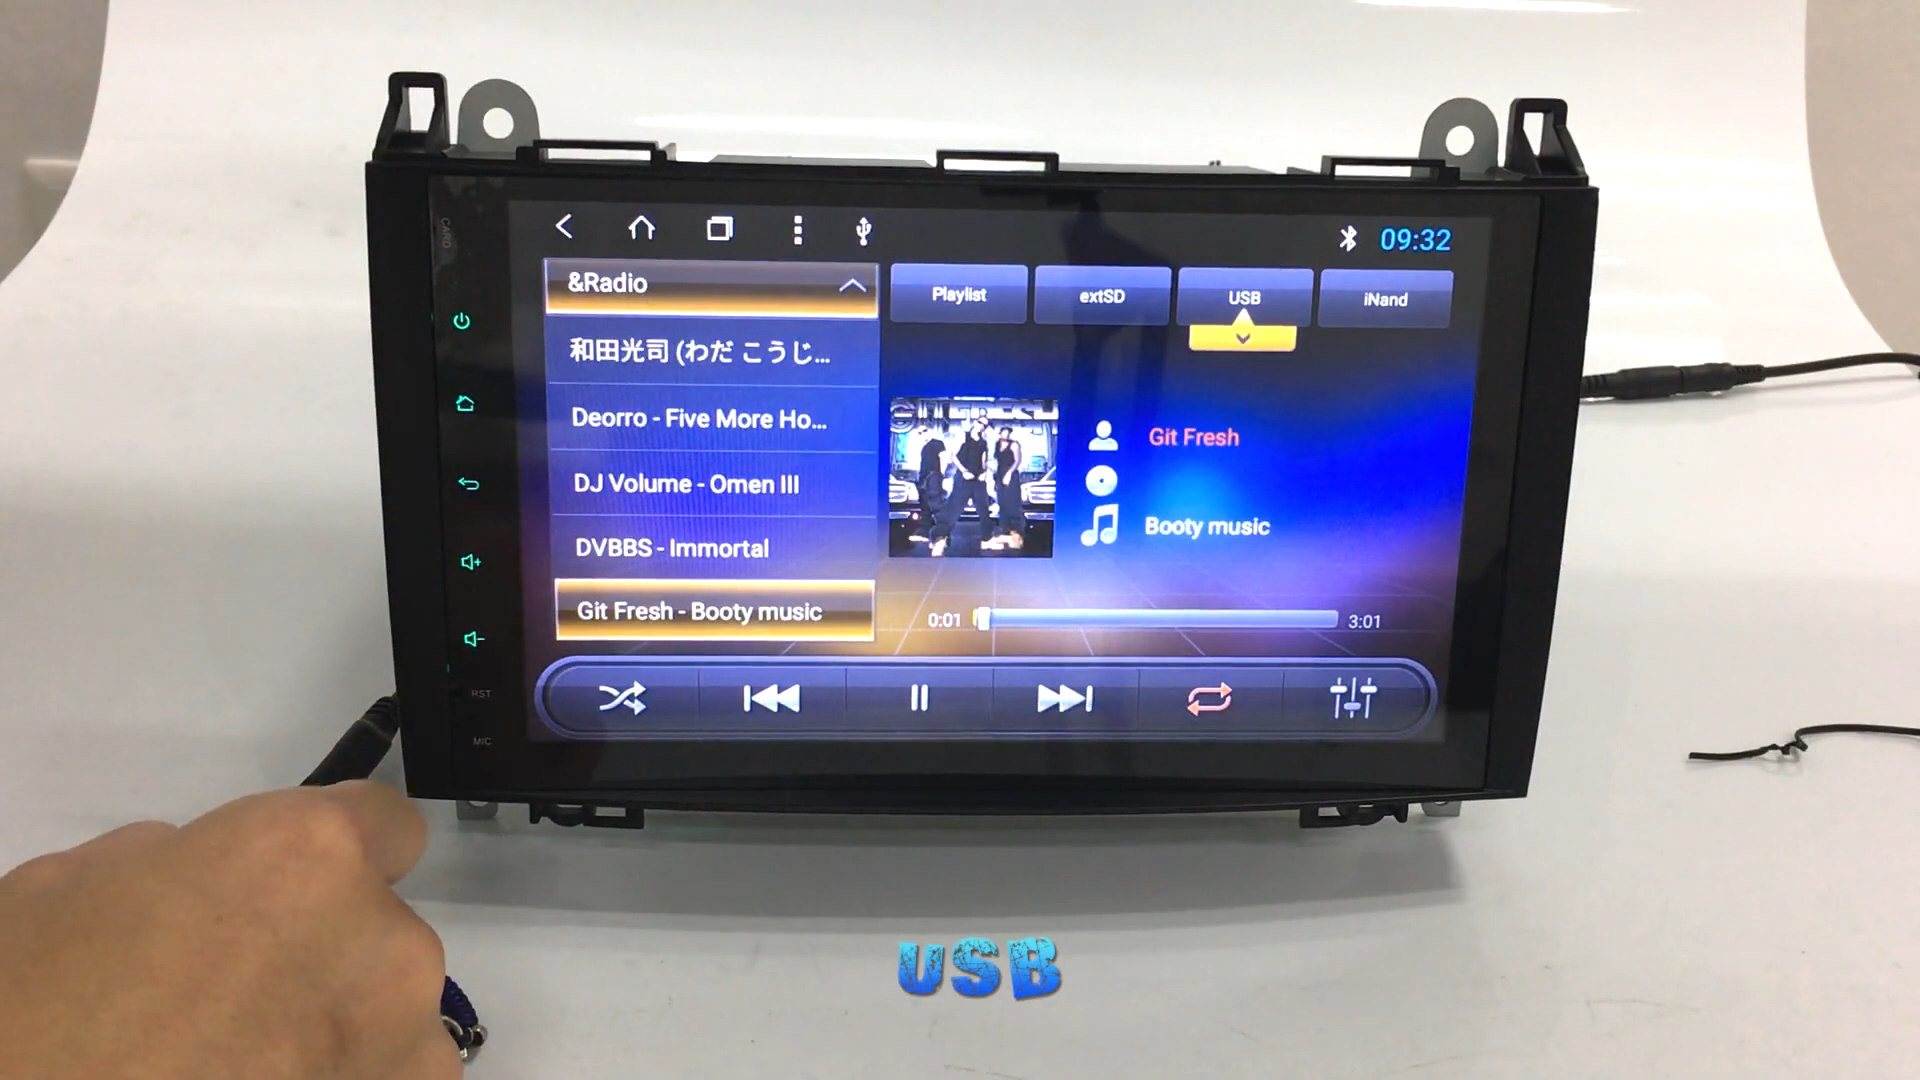 CARD
09:32
&Radio
Playlist
extSD
USB
iNand
和田光司 (わだ こうじ...
Deorro - Five More Ho...
DJ Volume - Omen III
DVBBS - Immortal
Git Fresh - Booty music
Git Fresh
Booty music
0:01
3:01
RST
MIC
USB